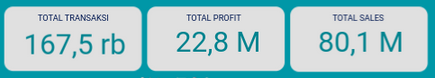 TOTAL TRANSAKSI
167,5 rb
TOTAL PROFIT
22,8 M
TOTAL SALES
80,1 M